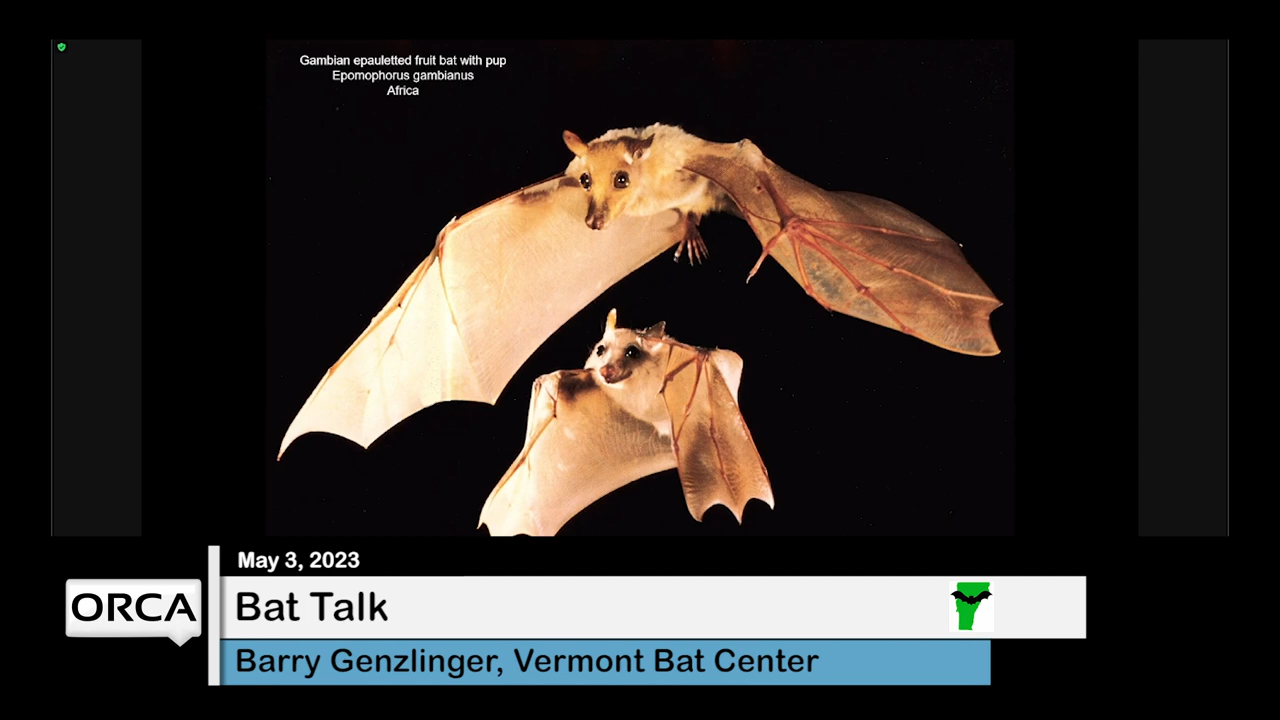 Gambian epauletted fruit bat with pup
Epomophorus gambianus
Africa
May 3, 2023
ORCA
Bat Talk
Barry Genzlinger, Vermont Bat Center